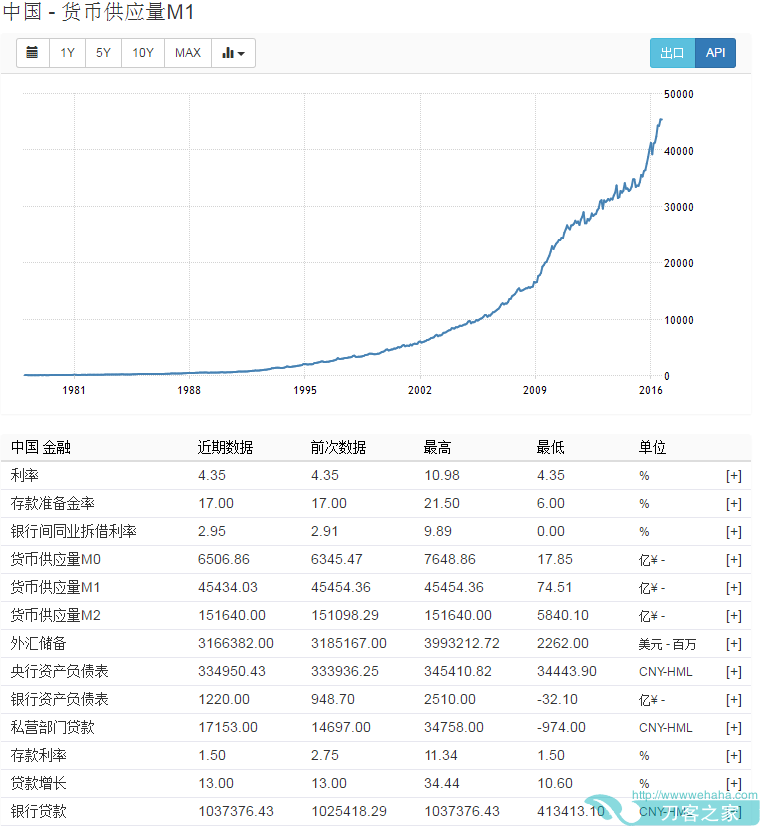 中国 - 货币供应量M1
1Y 5Y 10Y MAX 出口 API
50000
40000
30000
20000
10000
0
1981 1988 1995 2002 2009 2016
中国 金融 近期数据 前次数据 最高 最低 单位
利率 4.35 4.35 10.98 4.35 % [+]
存款准备金率 17.00 17.00 21.50 6.00 % [+]
银行间同业拆借利率 2.95 2.91 9.89 0.00 % [+]
货币供应量M0 6506.86 6345.47 7648.86 17.85 亿¥ - [+]
货币供应量M1 45434.03 45454.36 45454.36 74.51 亿¥ - [+]
货币供应量M2 151640.00 151098.29 151640.00 5840.10 亿¥ - [+]
外汇储备 3166382.00 3185167.00 3993212.72 2262.00 美元 - 百万 [+]
央行资产负债表 334950.43 333936.25 345410.82 34443.90 CNY-HML [+]
银行资产负债表 1220.00 948.70 2510.00 -32.10 亿¥ - [+]
私营部门贷款 17153.00 14697.00 34758.00 -974.00 CNY-HML [+]
存款利率 1.50 2.75 11.34 1.50 % [+]
贷款增长 13.00 13.00 34.44 10.60 % [+]
http://wwwwehaha.com
银行贷款 1037376.43 1025418.29 1037376.43 413413.10 CNY-HML [+]
刃客之家